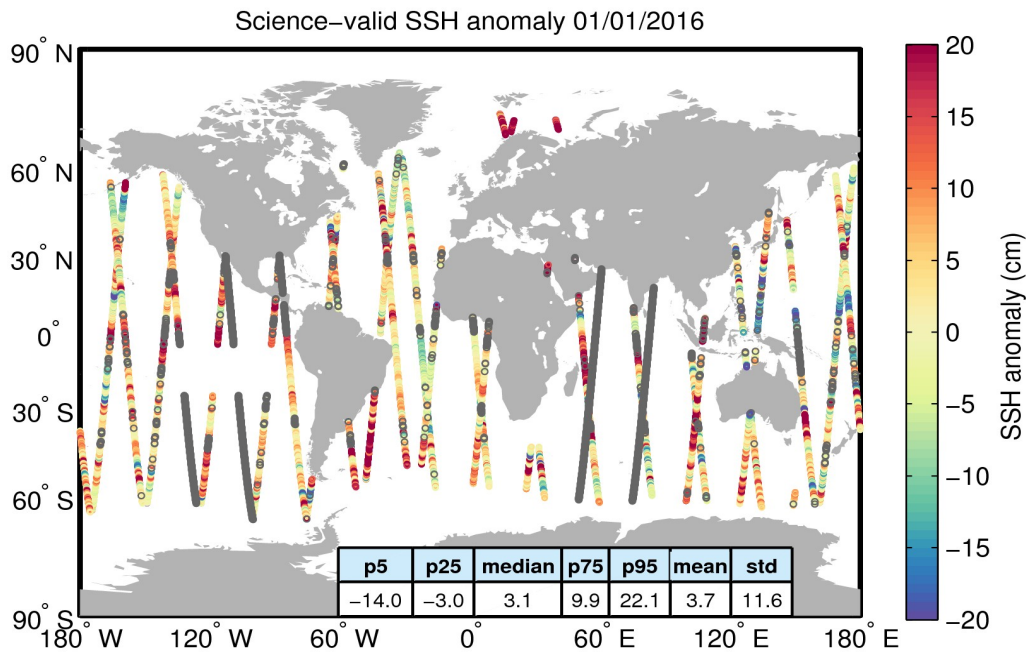 Science−valid SSH anomaly 01/01/2016
90° N
60° N
30° N
0°
30° S
60° S
90° S
180° W
120° W
60° W
0°
60° E
120° E
180° E
p5 p25 median p75 p95 mean std
−14.0 −3.0 3.1 9.9 22.1 3.7 11.6
20
15
10
5
0
−5
−10
−15
−20
SSH anomaly (cm)